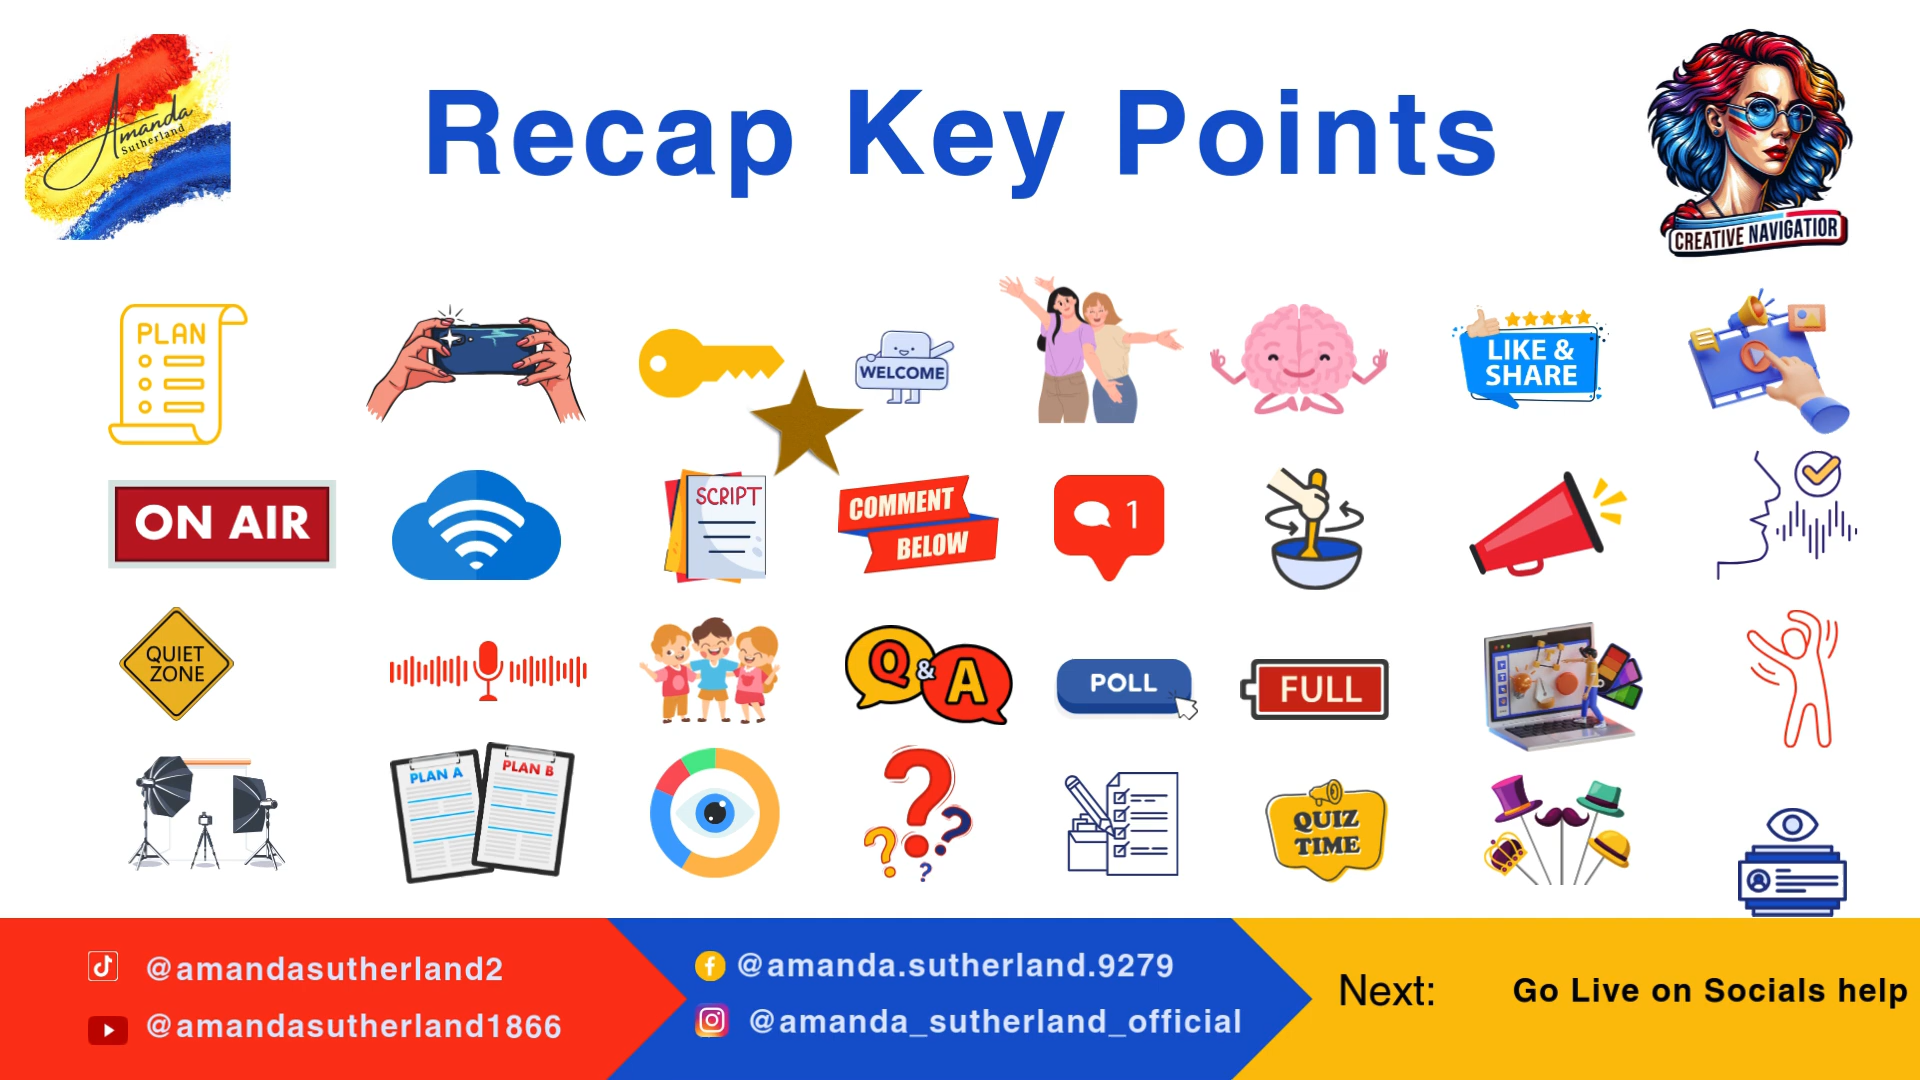 Amanda
Sutherland
Recap Key Points
CREATIVE NAVIGATIOR
PLAN
WELCOME
LIKE &
SHARE
ON AIR
SCRIPT
COMMENT
BELOW
1
QUIET
ZONE
Q & A
POLL
FULL
PLAN A
PLAN B
QUIZ
TIME
@amandasutherland2
@amandasutherland1866
@amanda.sutherland.9279
@amanda_sutherland_official
Next: Go Live on Socials help